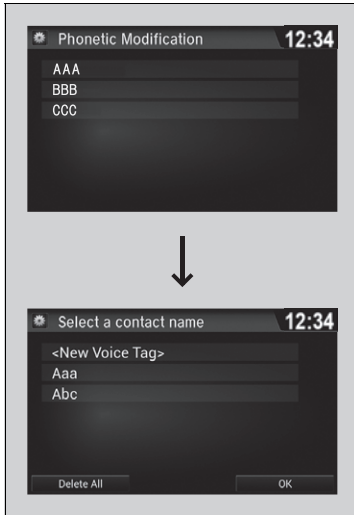 Phonetic Modification 12:34
AAA
BBB
CCC
Select a contact name 12:34
<New Voice Tag>
Aaa
Abc
Delete All OK